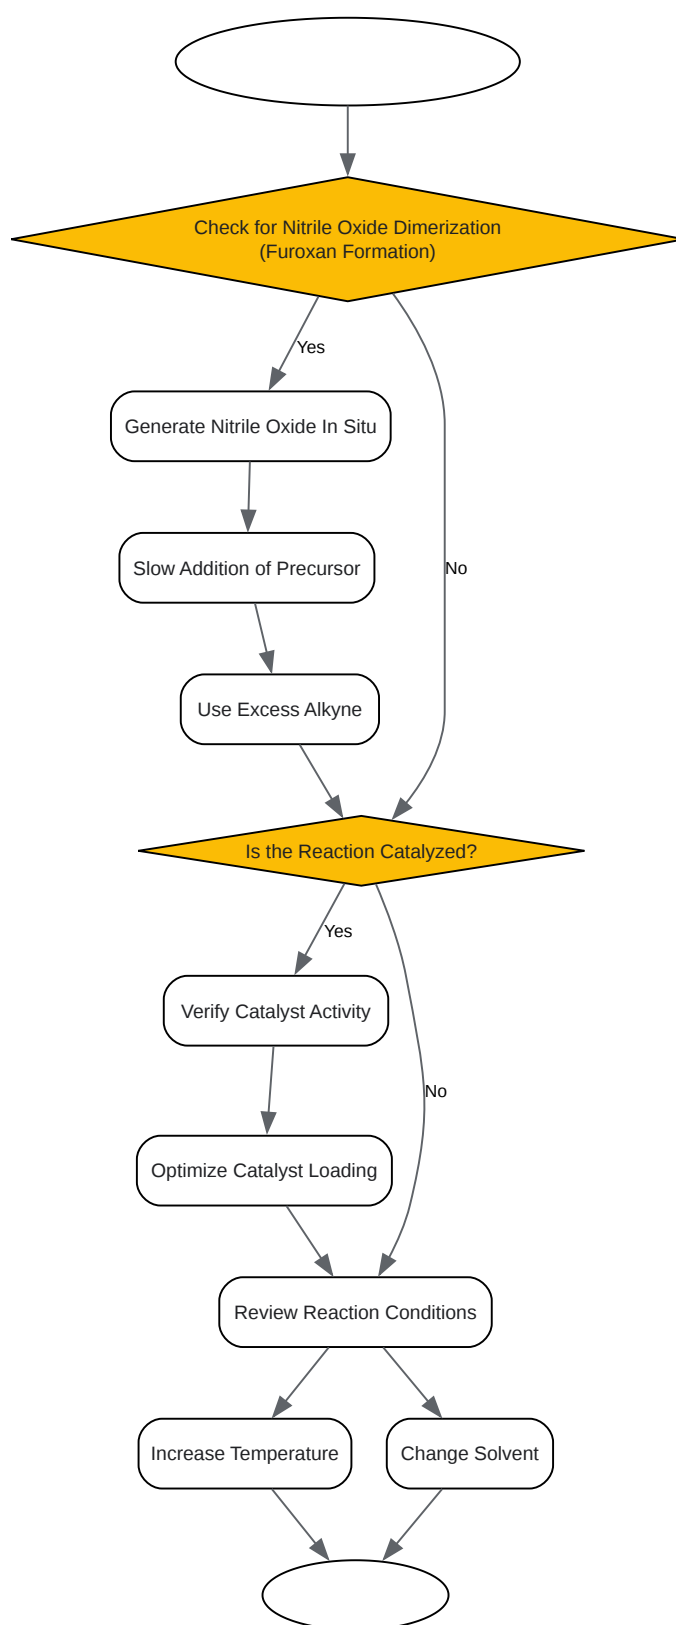 Check for Nitrile Oxide Dimerization
(Furoxan Formation)
Yes
Generate Nitrile Oxide In Situ
Slow Addition of Precursor
No
Use Excess Alkyne
Is the Reaction Catalyzed?
Yes
Verify Catalyst Activity
No
Optimize Catalyst Loading
Review Reaction Conditions
Increase Temperature
Change Solvent